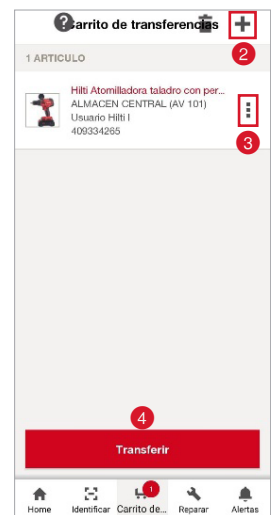 ?
Carrito de transferencias
2
1 ARTICULO
Hilti Atornilladora taladro con per...
ALMACEN CENTRAL (AV 101)
Usuario Hilti I
409334265
3
4
Transferir
1
Home Identificar Carrito de... Reparar Alertas